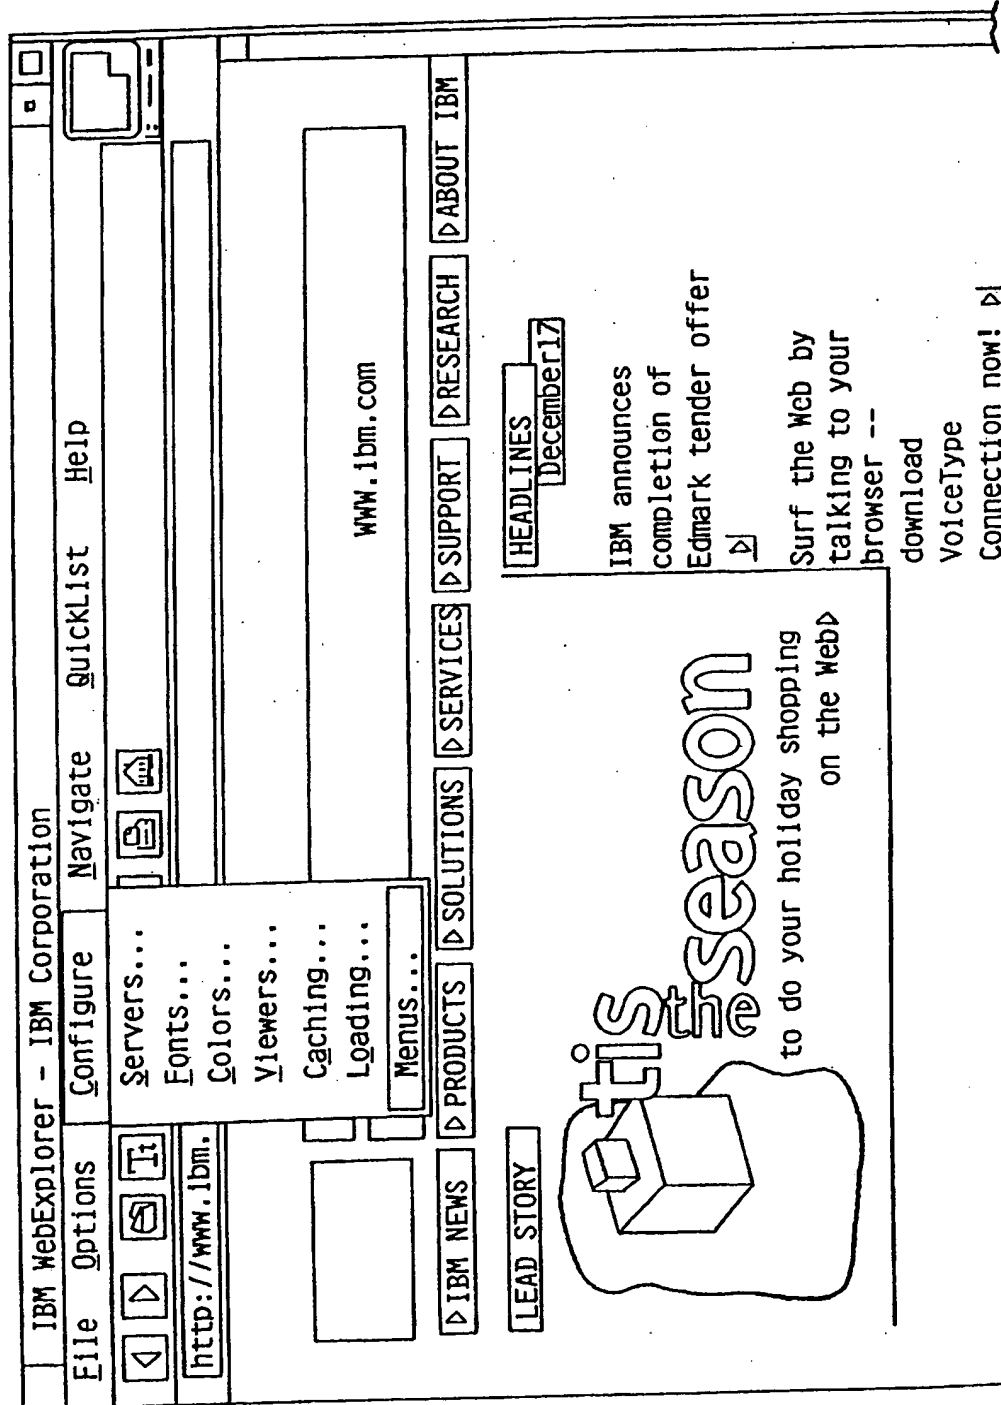 IBM WebExplorer - IBM Corporation
File Options Configure Navigate QuickList Help
Tt
Servers...
Fonts...
Colors...
Viewers...
Caching...
Loading...
Menus...
http://www.ibm.
www.ibm.com
IBM NEWS PRODUCTS SOLUTIONS SERVICES SUPPORT RESEARCH ABOUT IBM
LEAD STORY
tis
the season
to do your holiday shopping
on the Web
HEADLINES
December17
IBM announces
completion of
Edmark tender offer
Surf the Web by
talking to your
browser --
download
VoiceType
Connection now!